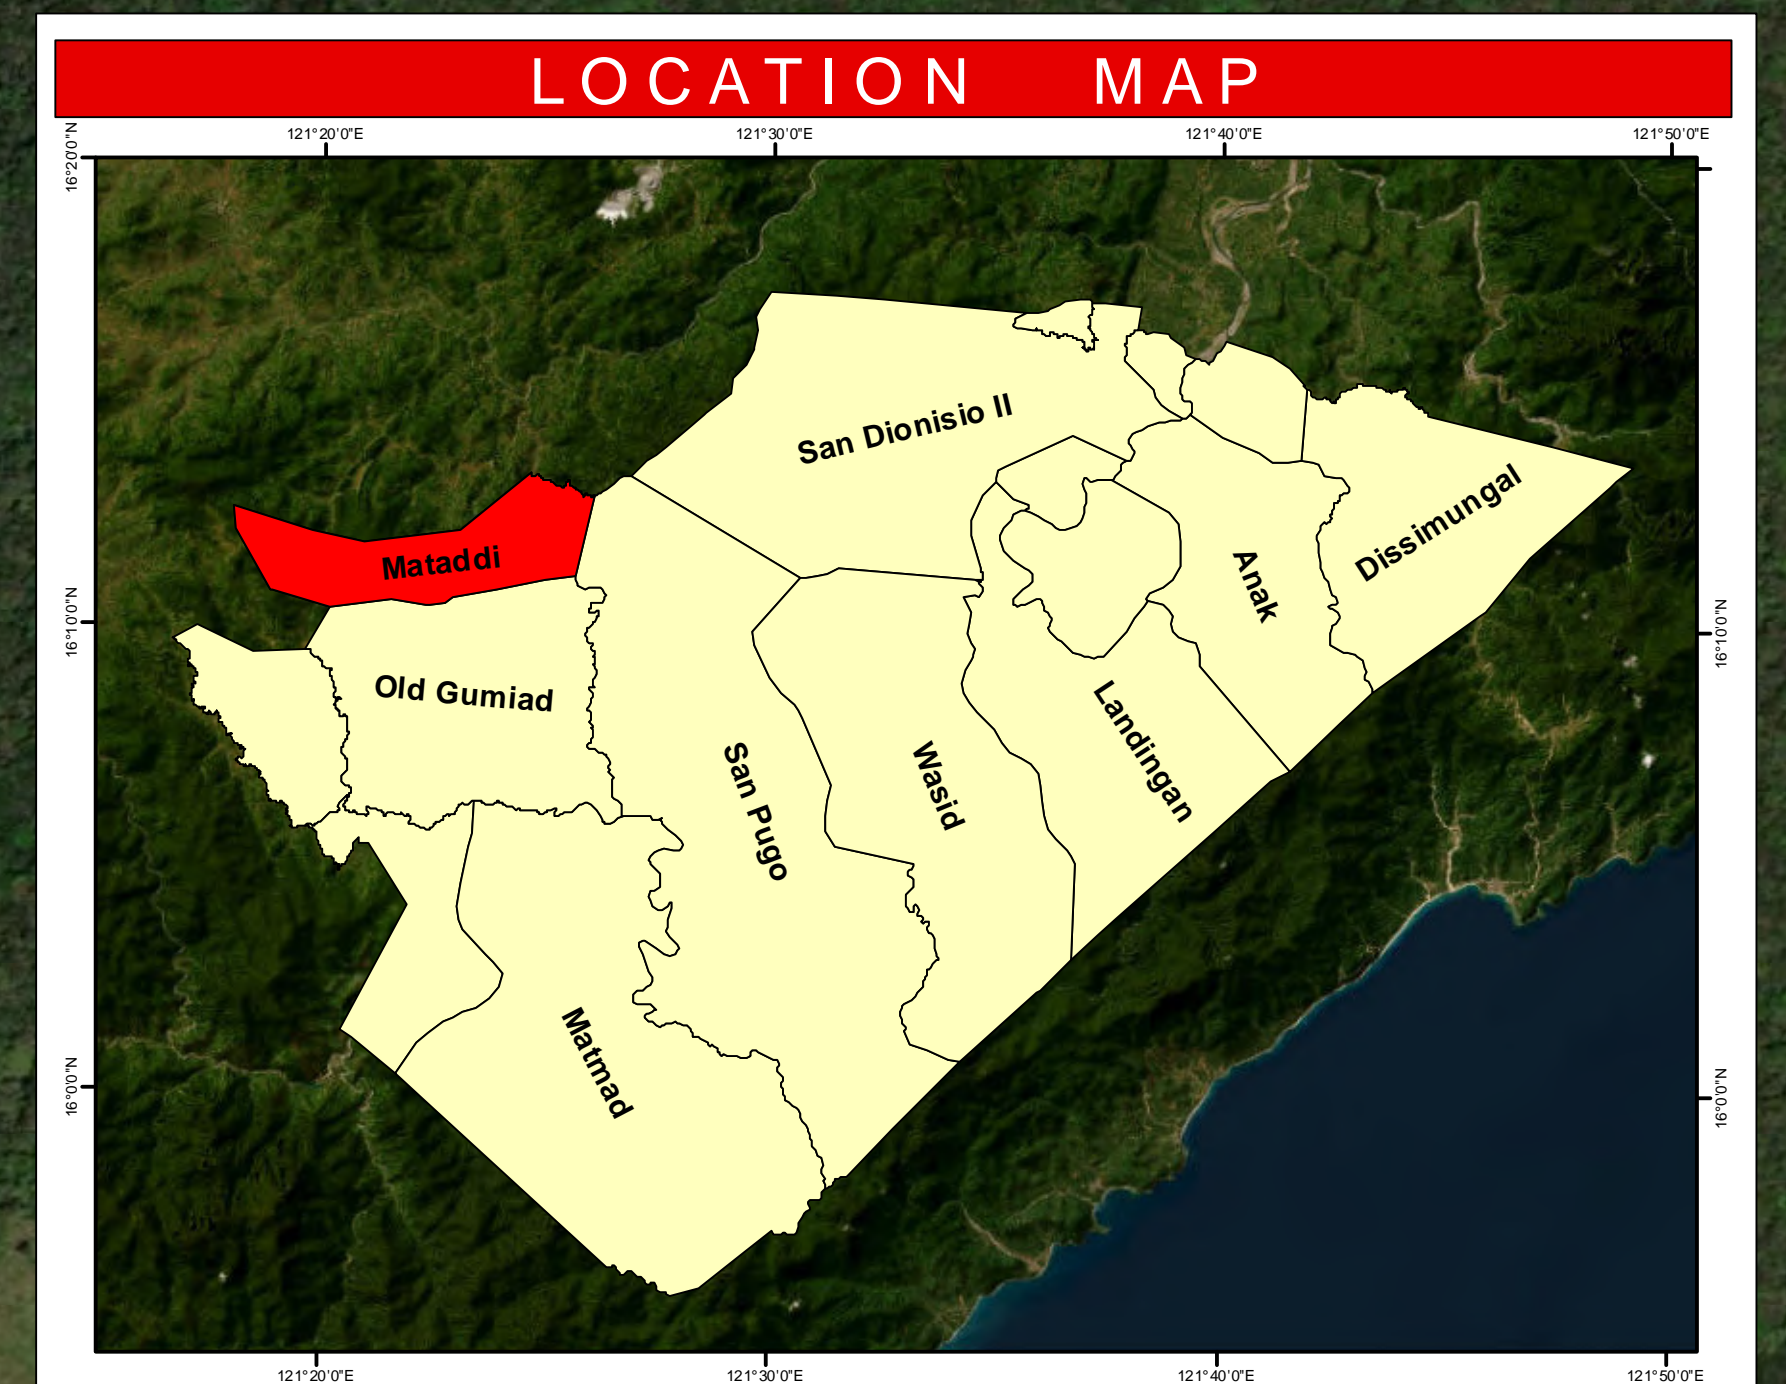 LOCATION MAP
121°20'0"E 121°30'0"E 121°40'0"E 121°50'0"E
16°20'0"N
San Dionisio II
Dissimungal
Mataddi
Anak
16°10'0"N
16°10'0"N
Old Gumiad
Landingan
San Pugo
Wasid
Matmad
16°0'0"N
16°0'0"N
121°20'0"E 121°30'0"E 121°40'0"E 121°50'0"E